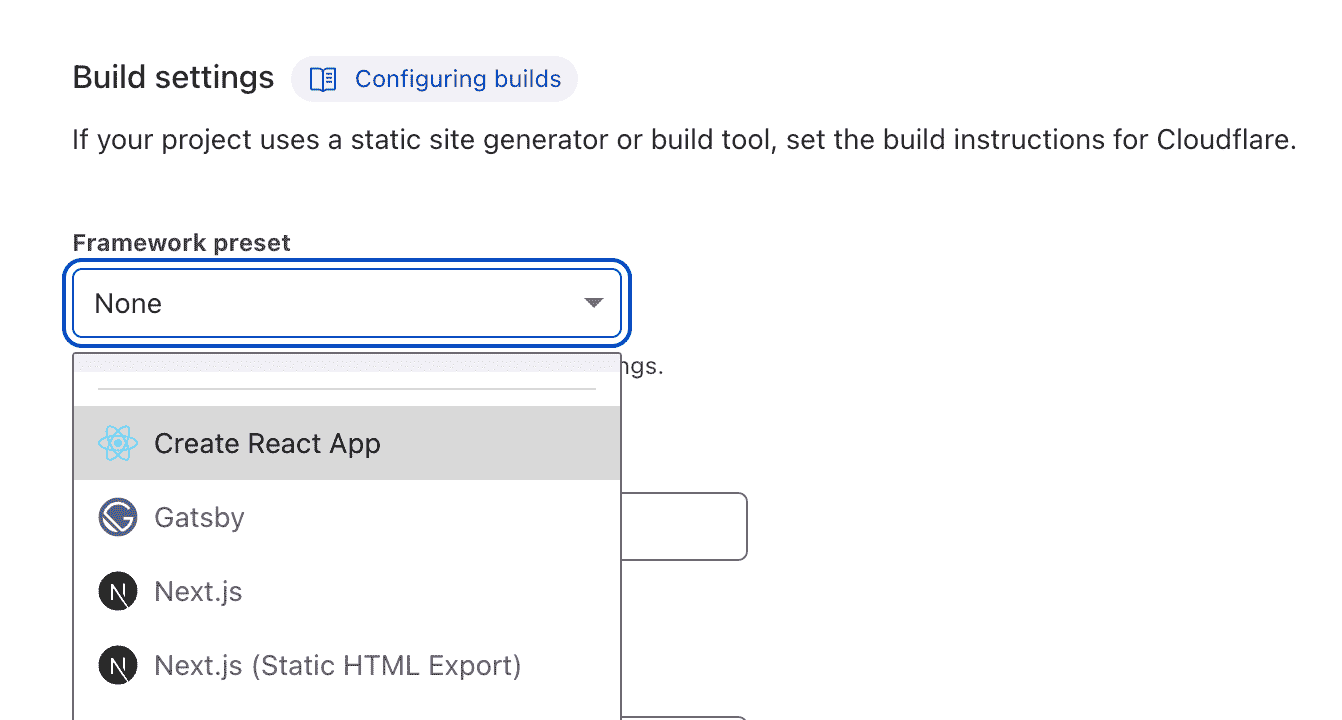 Build settings Configuring builds
If your project uses a static site generator or build tool, set the build instructions for Cloudflare.
Framework preset
None
Create React App
Gatsby
Next.js
Next.js (Static HTML Export)